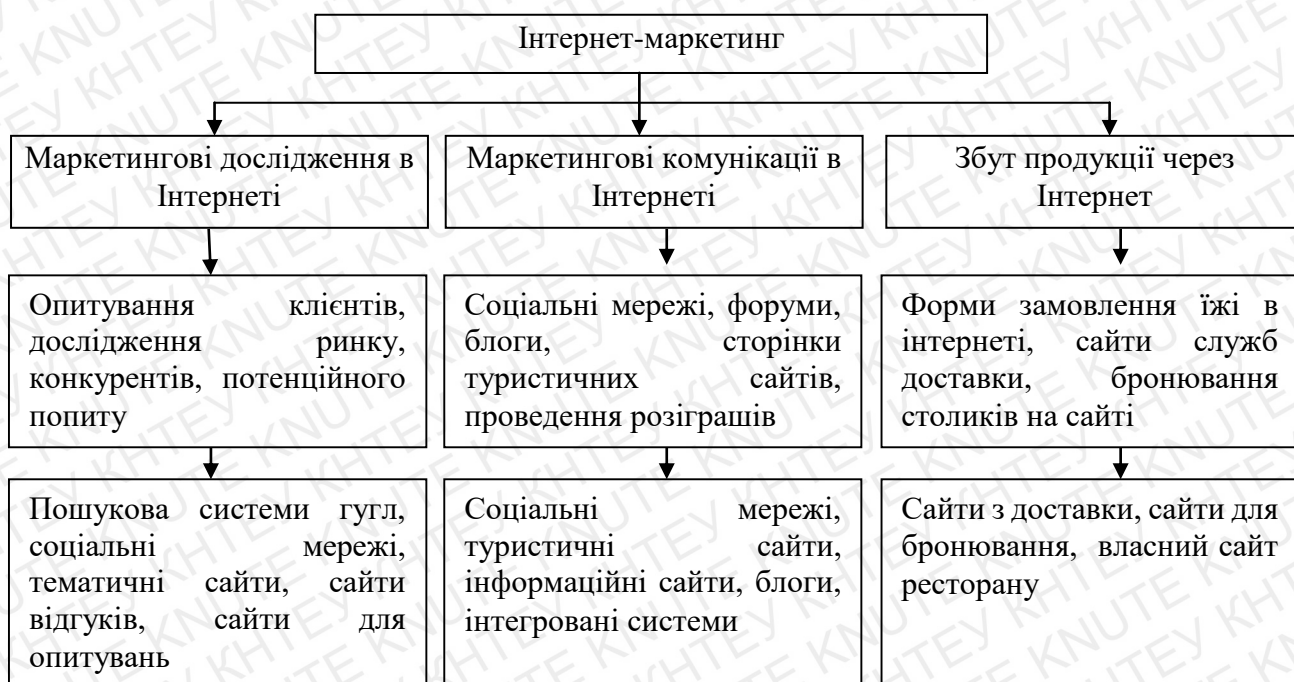 Інтернет-маркетинг
Маркетингові дослідження в
Інтернеті
Маркетингові комунікації в
Інтернеті
Збут продукції через
Інтернет
Опитування клієнтів,
дослідження ринку,
конкурентів, потенційного
попиту
Соціальні мережі, форуми,
блоги, сторінки
туристичних сайтів,
проведення розіграшів
Форми замовлення їжі в
інтернеті, сайти служб
доставки, бронювання
столиків на сайті
Пошукова системи гугл,
соціальні мережі,
тематичні сайти, сайти
відгуків, сайти для
опитувань
Соціальні мережі,
туристичні сайти,
інформаційні сайти, блоги,
інтегровані системи
Сайти з доставки, сайти для
бронювання, власний сайт
ресторану